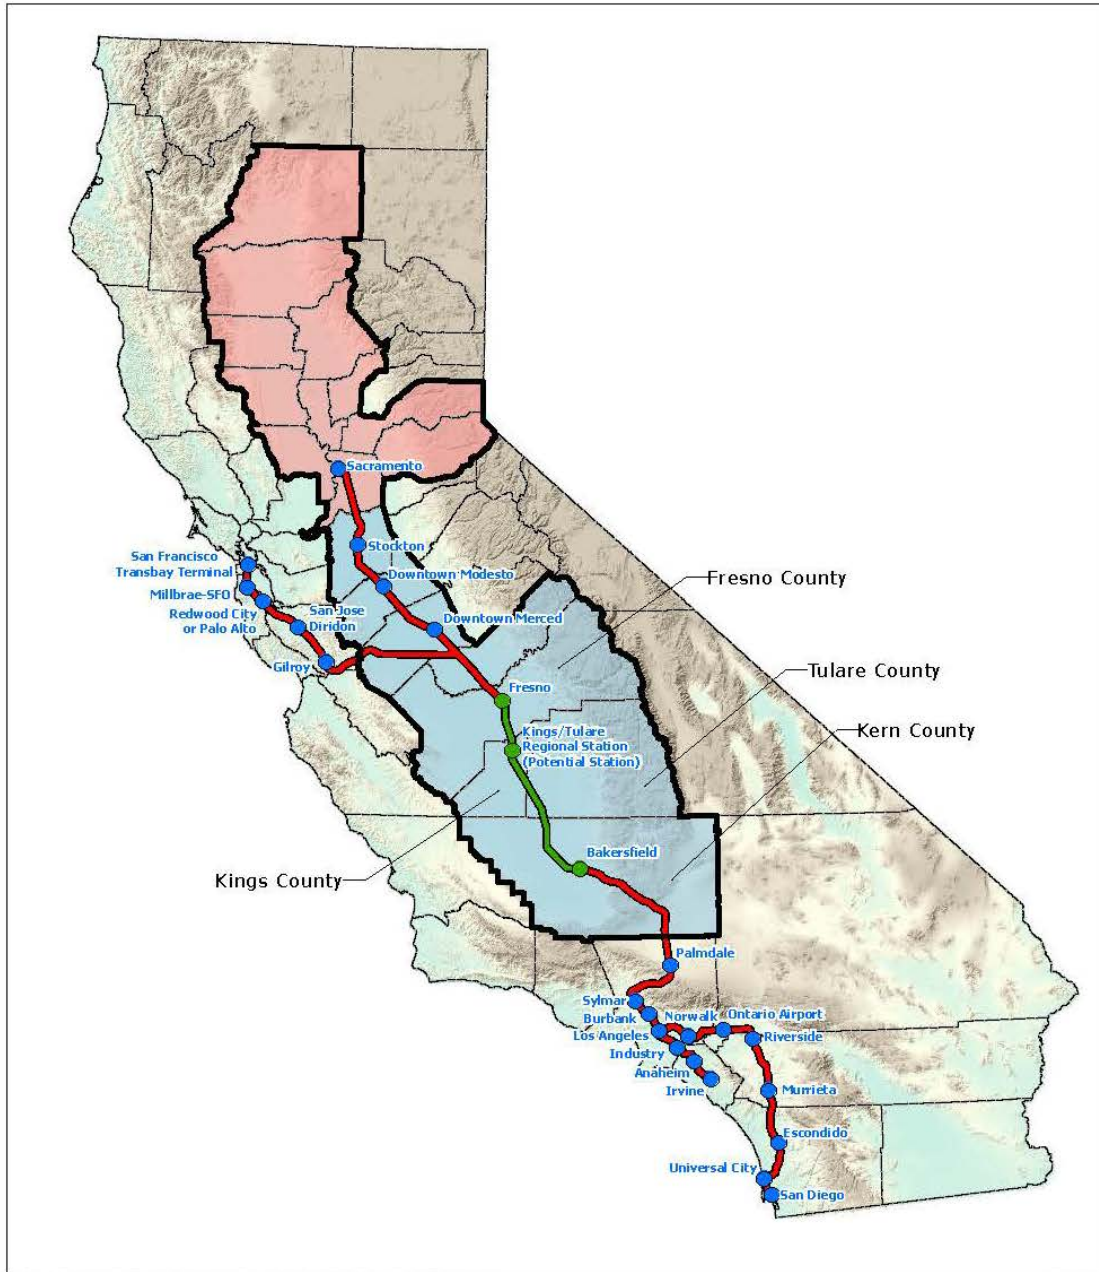 Sacramento
Stockton
San Francisco
Transbay Terminal
Downtown Modesto
Fresno County
Millbrae-SFO
Redwood City
or Palo Alto
San Jose
Diridon
Downtown Merced
Gilroy
Tulare County
Fresno
Kings/Tulare
Regional Station
(Potential Station)
Kern County
Bakersfield
Kings County
Palmdale
Sylmar
Burbank
Norwalk
Ontario Airport
Los Angeles
Riverside
Industry
Anaheim
Irvine
Murrieta
Escondido
Universal City
San Diego